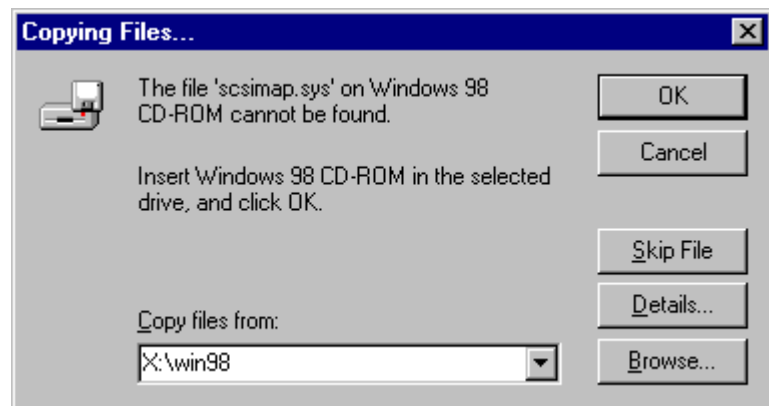 Copying Files...
The file 'scsimap.sys' on Windows 98
CD-ROM cannot be found.
Insert Windows 98 CD-ROM in the selected
drive, and click OK.
Copy files from:
X:\win98
OK
Cancel
Skip File
Details...
Browse...